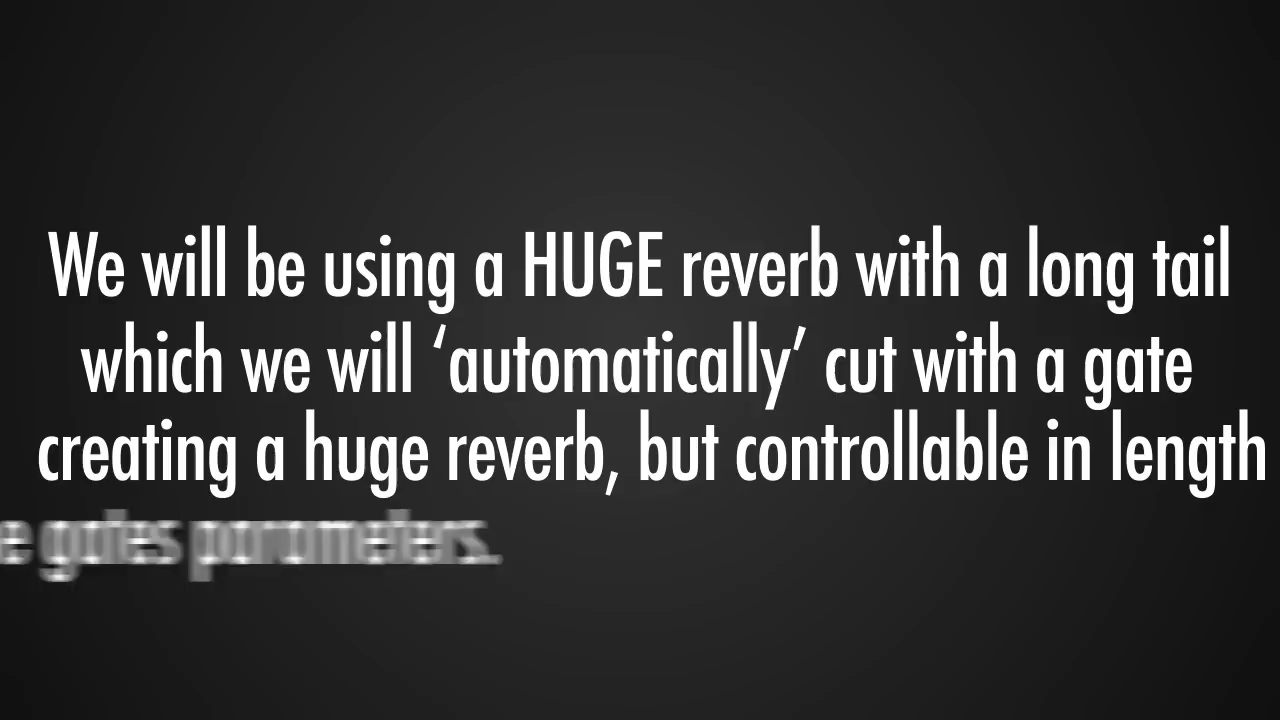 We will be using a HUGE reverb with a long tail
which we will ‘automatically’ cut with a gate
creating a huge reverb, but controllable in length
gates parameters.